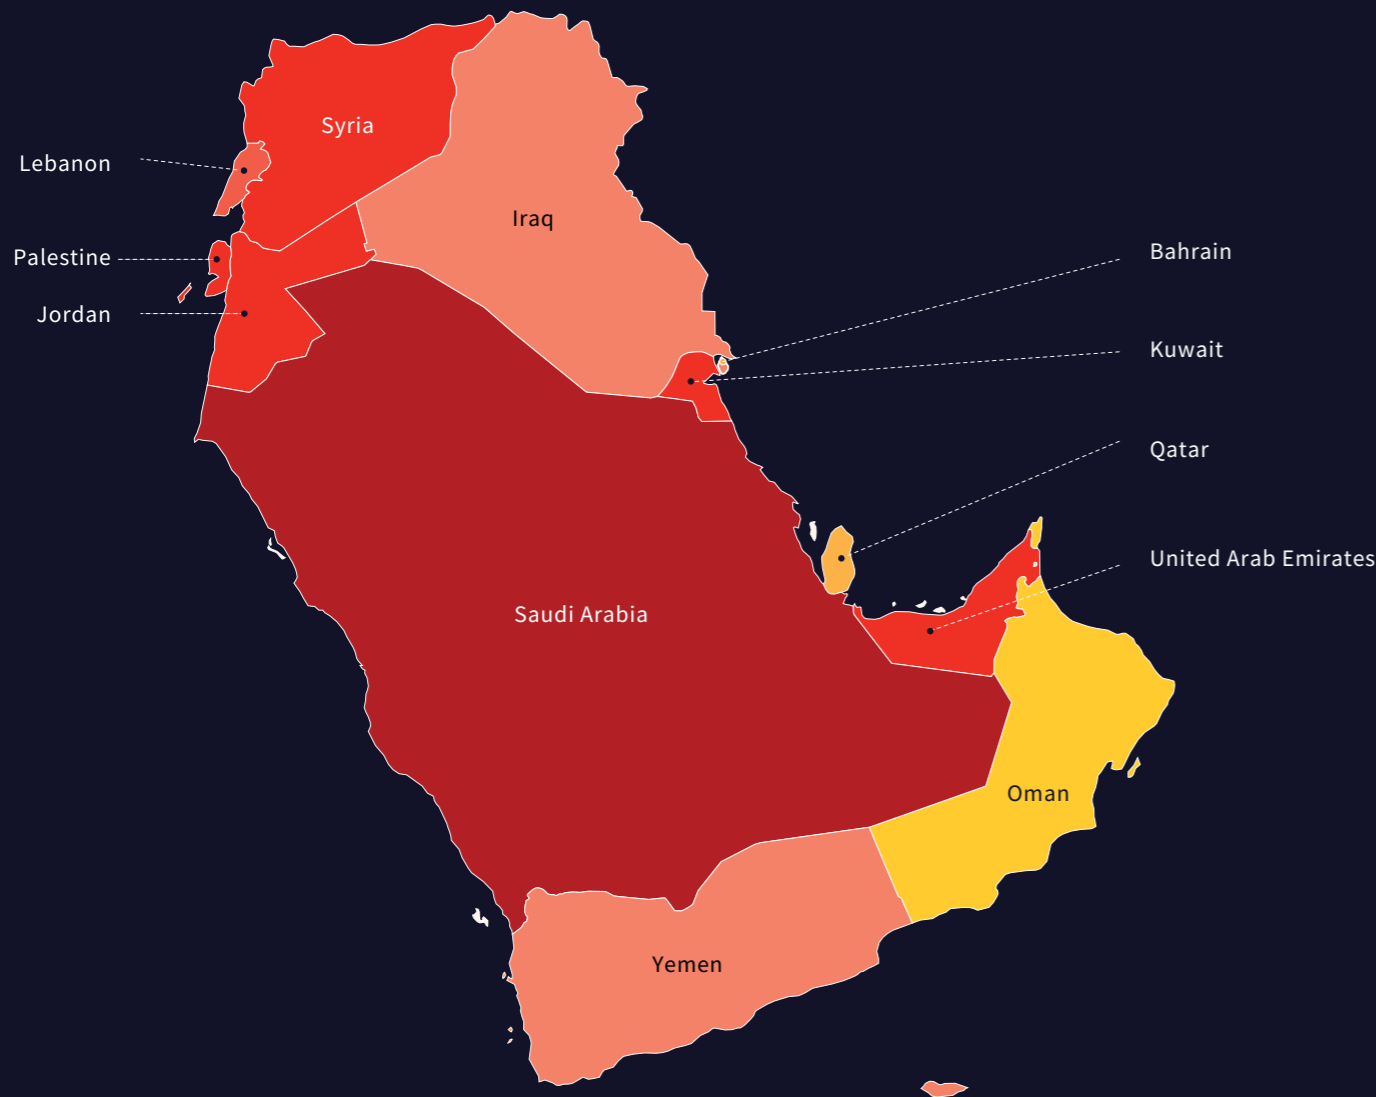 Syria
Lebanon
Iraq
Palestine
Jordan
Bahrain
Kuwait
Qatar
United Arab Emirates
Saudi Arabia
Oman
Yemen